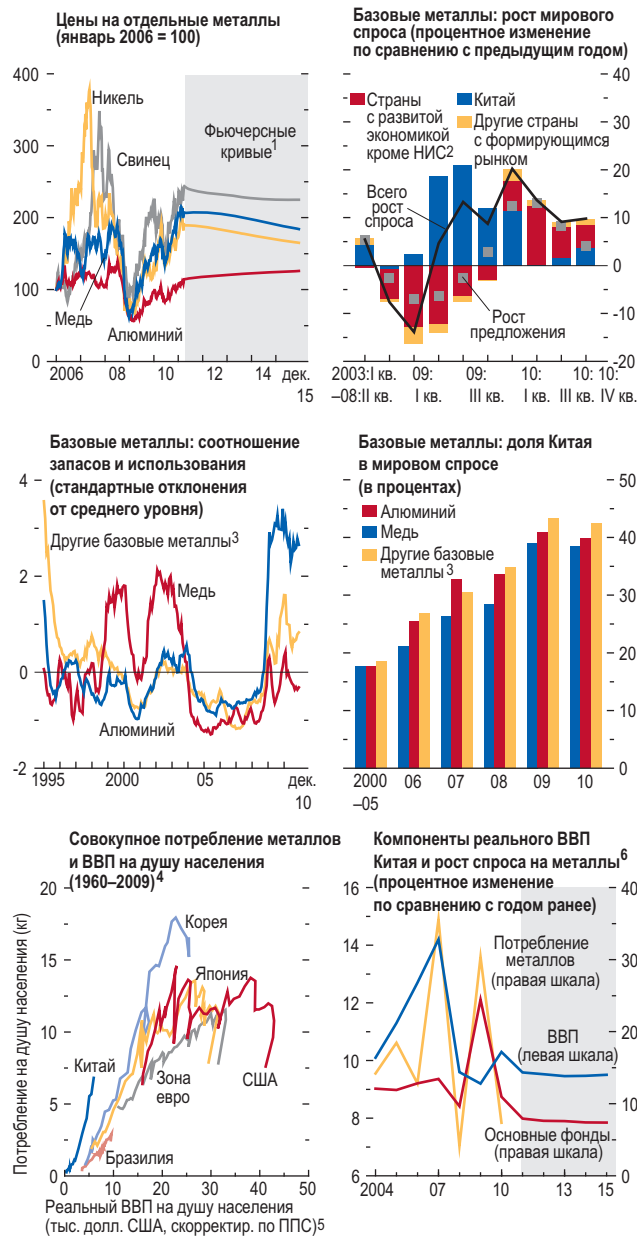 Цены на отдельные металлы
(январь 2006 = 100)
400
300
200
100
0
Никель
Свинец
Фьючерсные
кривые1
Медь
Алюминий
2006 08 10 12 14 дек.
15
Базовые металлы: рост мирового
спроса (процентное изменение
по сравнению с предыдущим годом)
40
30
20
10
0
-10
-20
-30
-40
Страны
с развитой
экономикой
кроме НИС2
Китай
Другие страны
с формирующимся
рынком
Всего
рост
спроса
Рост
предложения
2003:I кв. 09: 09: 10: 10: 10:
–08:II кв. I кв. III кв. I кв. III кв. IV кв.
Базовые металлы: соотношение
запасов и использования
(стандартные отклонения
от среднего уровня)
4
2
0
-2
Другие базовые металлы3
Медь
Алюминий
1995 2000 05 дек.
10
Базовые металлы: доля Китая
в мировом спросе
(в процентах)
50
40
30
20
10
0
Алюминий
Медь
Другие базовые
металлы3
2000 06 07 08 09 10
–05
Совокупное потребление металлов
и ВВП на душу населения
(1960–2009)4
Потребление на душу населения (кг)
20
15
10
5
0
Корея
Япония
Китай
Зона
евро
США
Бразилия
0 10 20 30 40 50
Реальный ВВП на душу населения
(тыс. долл. США, скорректир. по ППС)5
Компоненты реального ВВП
Китая и рост спроса на металлы6
(процентное изменение
по сравнению с годом ранее)
16
14
12
10
8
6
40
30
20
10
0
Потребление
металлов
(правая шкала)
ВВП
(левая шкала)
Основные фонды
(правая шкала)
2004 07 10 13 15